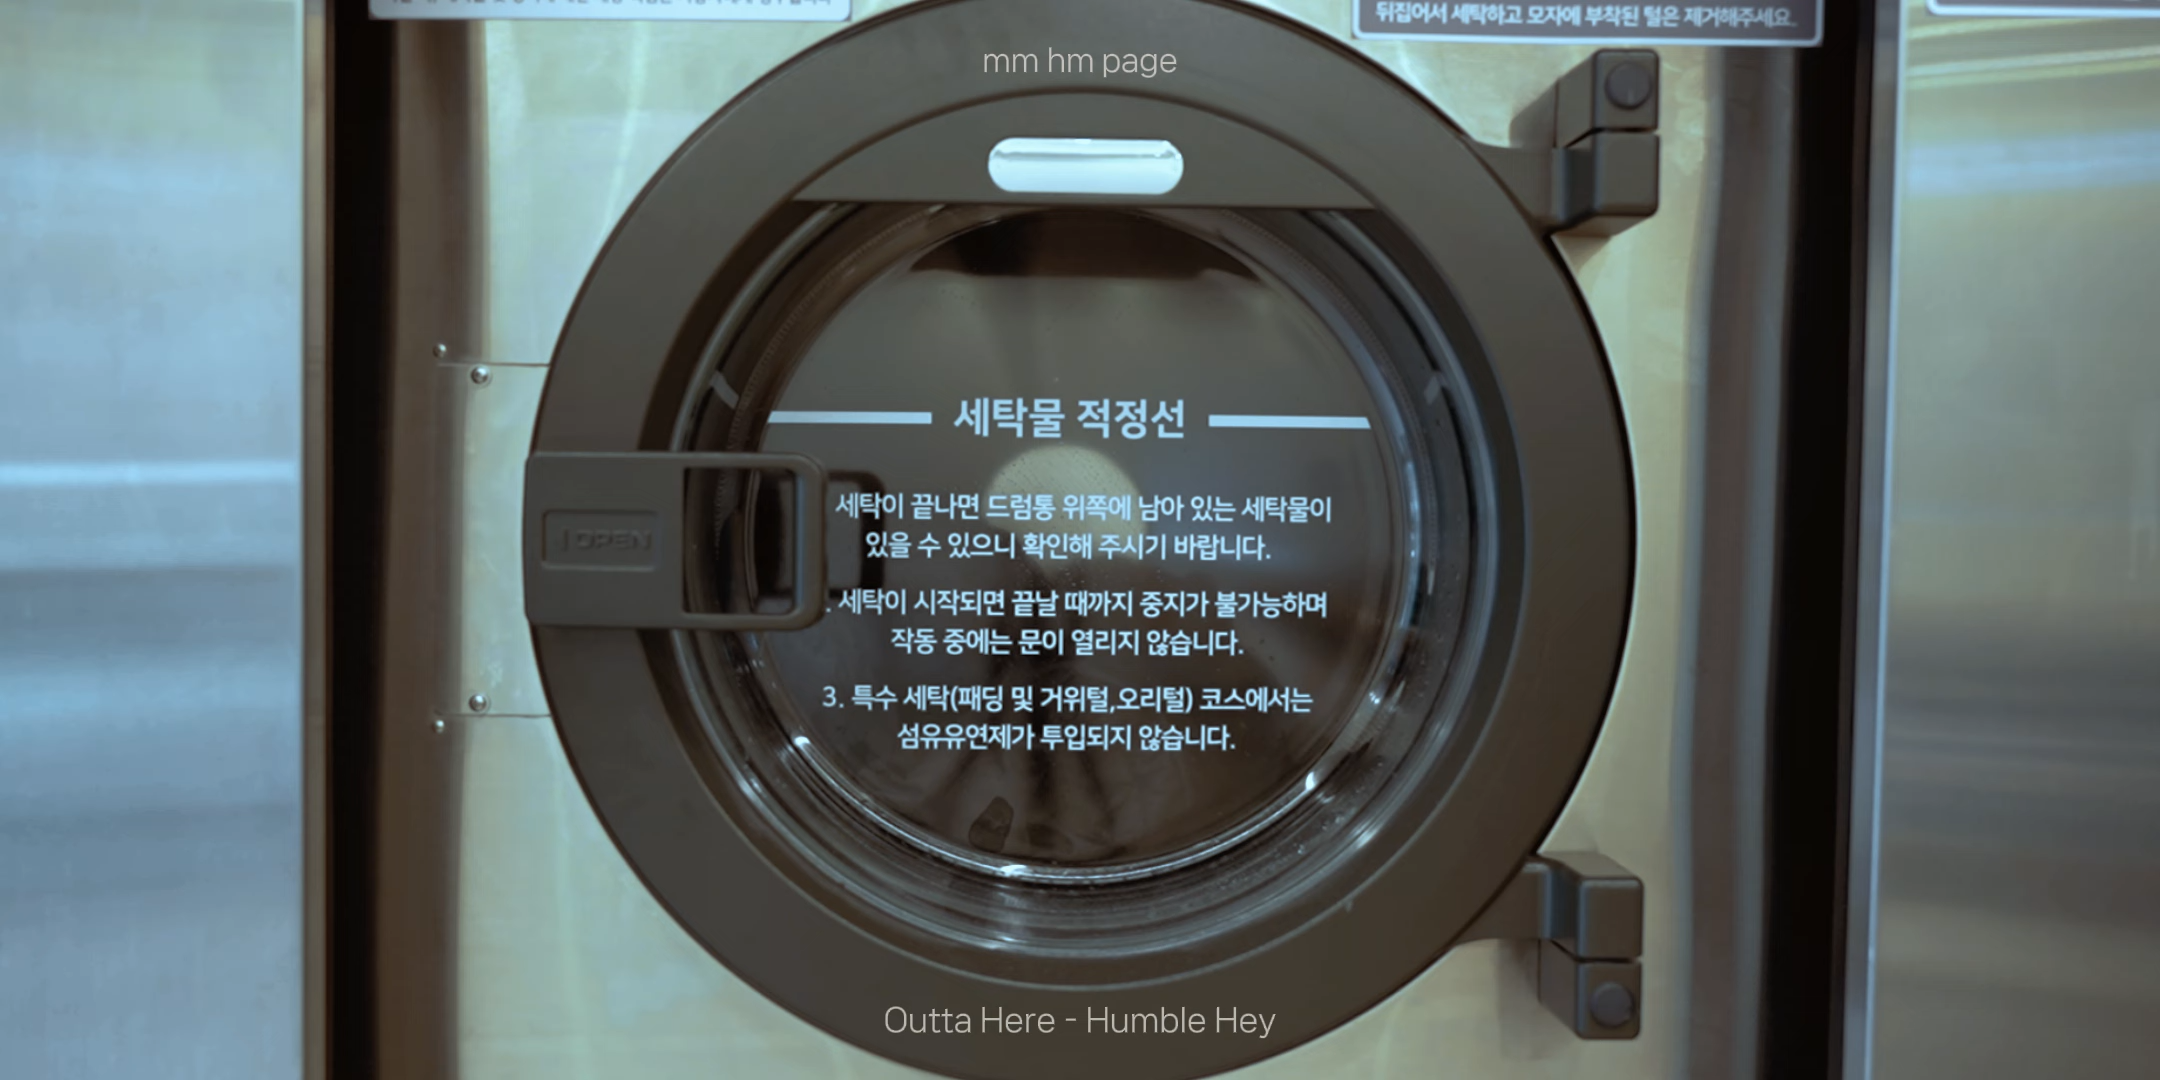 뒤집어서 세탁하고 모자에 부착된 털은 제거해주세요.
mm hm page
세탁물 적정선
세탁이 끝나면 드럼통 위쪽에 남아 있는 세탁물이
있을 수 있으니 확인해 주시기 바랍니다.
. 세탁이 시작되면 끝날 때까지 중지가 불가능하며
작동 중에는 문이 열리지 않습니다.
OPEN
3. 특수 세탁(패딩 및 거위털,오리털) 코스에서는
섬유유연제가 투입되지 않습니다.
Outta Here - Humble Hey